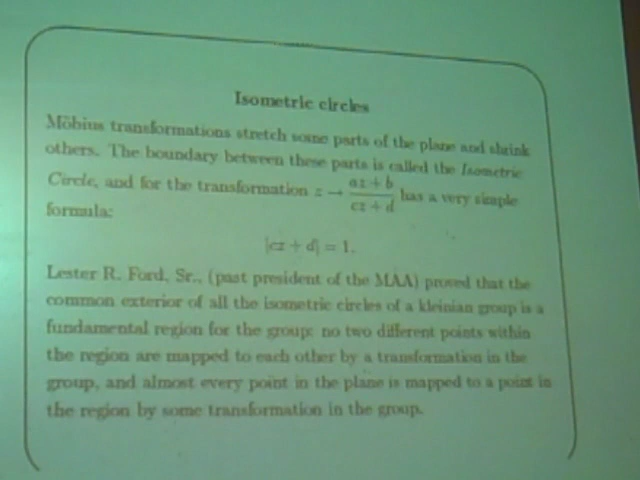 Isometric circles
Möbius transformations stretch some parts of the plane and shrink
others. The boundary between these parts is called the Isometric
Circle, and for the transformation z → (az + b)/(cz + d) has a very simple
formula:
|cz + d| = 1.
Lester R. Ford, Sr., (past president of the MAA) proved that the
common exterior of all the isometric circles of a kleinian group is a
fundamental region for the group: no two different points within
the region are mapped to each other by a transformation in the
group, and almost every point in the plane is mapped to a point in
the region by some transformation in the group.